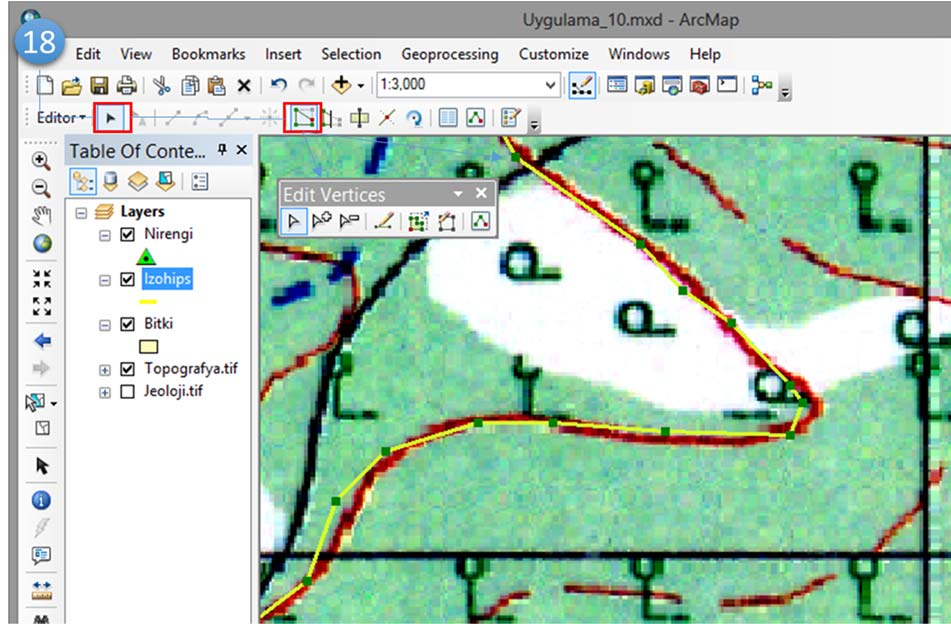 Uygulama_10.mxd - ArcMap
18
Edit View Bookmarks Insert Selection Geoprocessing Customize Windows Help
1:3,000
Editor
Table Of Conte...
Edit Vertices
Layers
Nirengi
Izohips
Bitki
Topografya.tif
Jeoloji.tif